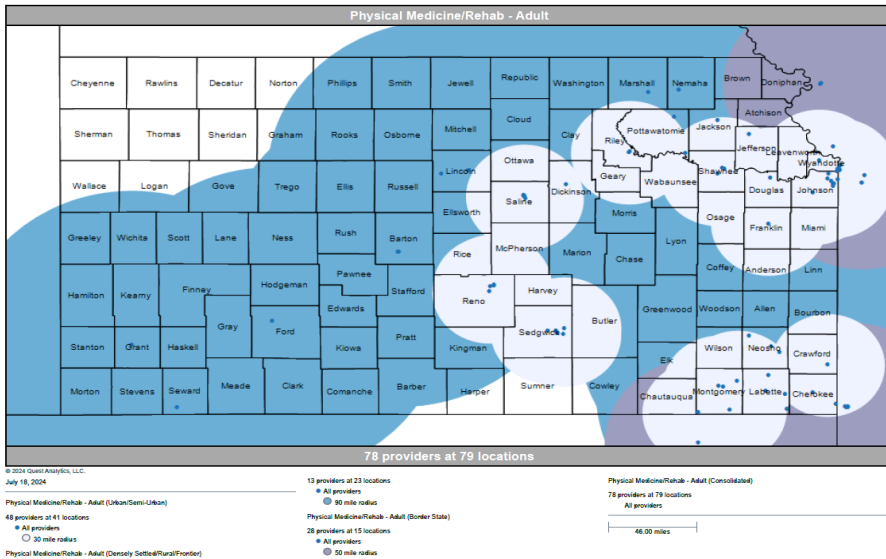 Physical Medicine/Rehab - Adult
Cheyenne Rawlins Decatur Norton Phillips Smith Jewell Republic Washington Marshall Nemaha Brown Doniphan
Atchison
Sherman Thomas Sheridan Graham Rooks Osborne Mitchell Cloud Clay Riley Pottawatomie Jackson Jefferson Leavenworth
Wyandotte
Wallace Logan Gove Trego Ellis Russell Lincoln Ottawa Saline Dickinson Geary Wabaunsee Shawnee Douglas Johnson
Ellsworth Morris Osage Franklin Miami
Greeley Wichita Scott Lane Ness Rush Barton Rice McPherson Marion Chase Lyon
Coffey Anderson Linn
Hamilton Kearny Finney Hodgeman Pawnee Stafford Reno Harvey
Gray Ford Edwards Sedgwick Butler Greenwood Woodson Allen Bourbon
Stanton Grant Haskell Kiowa Pratt Kingman Elk Wilson Neosho Crawford
Morton Stevens Seward Meade Clark Comanche Barber Harper Sumner Cowley Chautauqua Montgomery Labette Cherokee
78 providers at 79 locations
© 2024 Quest Analytics, LLC.
July 18, 2024
Physical Medicine/Rehab - Adult (Urban/Semi-Urban)
48 providers at 41 locations
All providers
30 mile radius
Physical Medicine/Rehab - Adult (Densely Settled/Rural/Frontier)
13 providers at 23 locations
All providers
90 mile radius
Physical Medicine/Rehab - Adult (Border State)
28 providers at 15 locations
All providers
50 mile radius
Physical Medicine/Rehab - Adult (Consolidated)
78 providers at 79 locations
All providers
46.00 miles